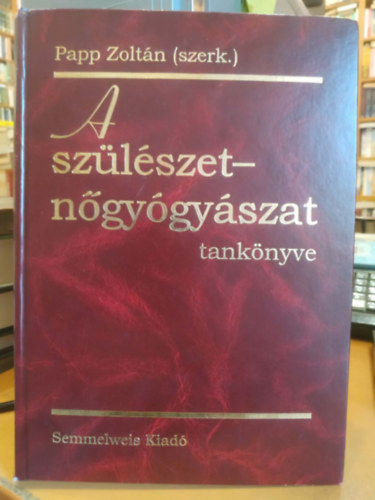 Papp Zoltán (szerk.)
A
szülészet–
nőgyógyászat
tankönyve
Semmelweis Kiadó